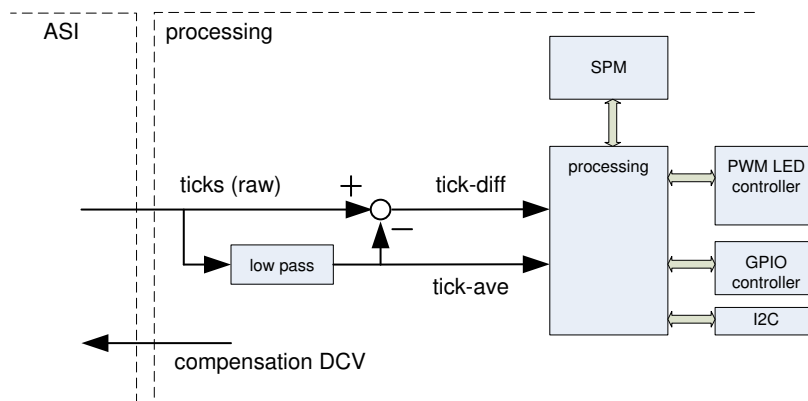 ASI
processing
SPM
processing
PWM LED
controller
ticks (raw)
+
tick-diff
−
low pass
GPIO
controller
tick-ave
I2C
compensation DCV